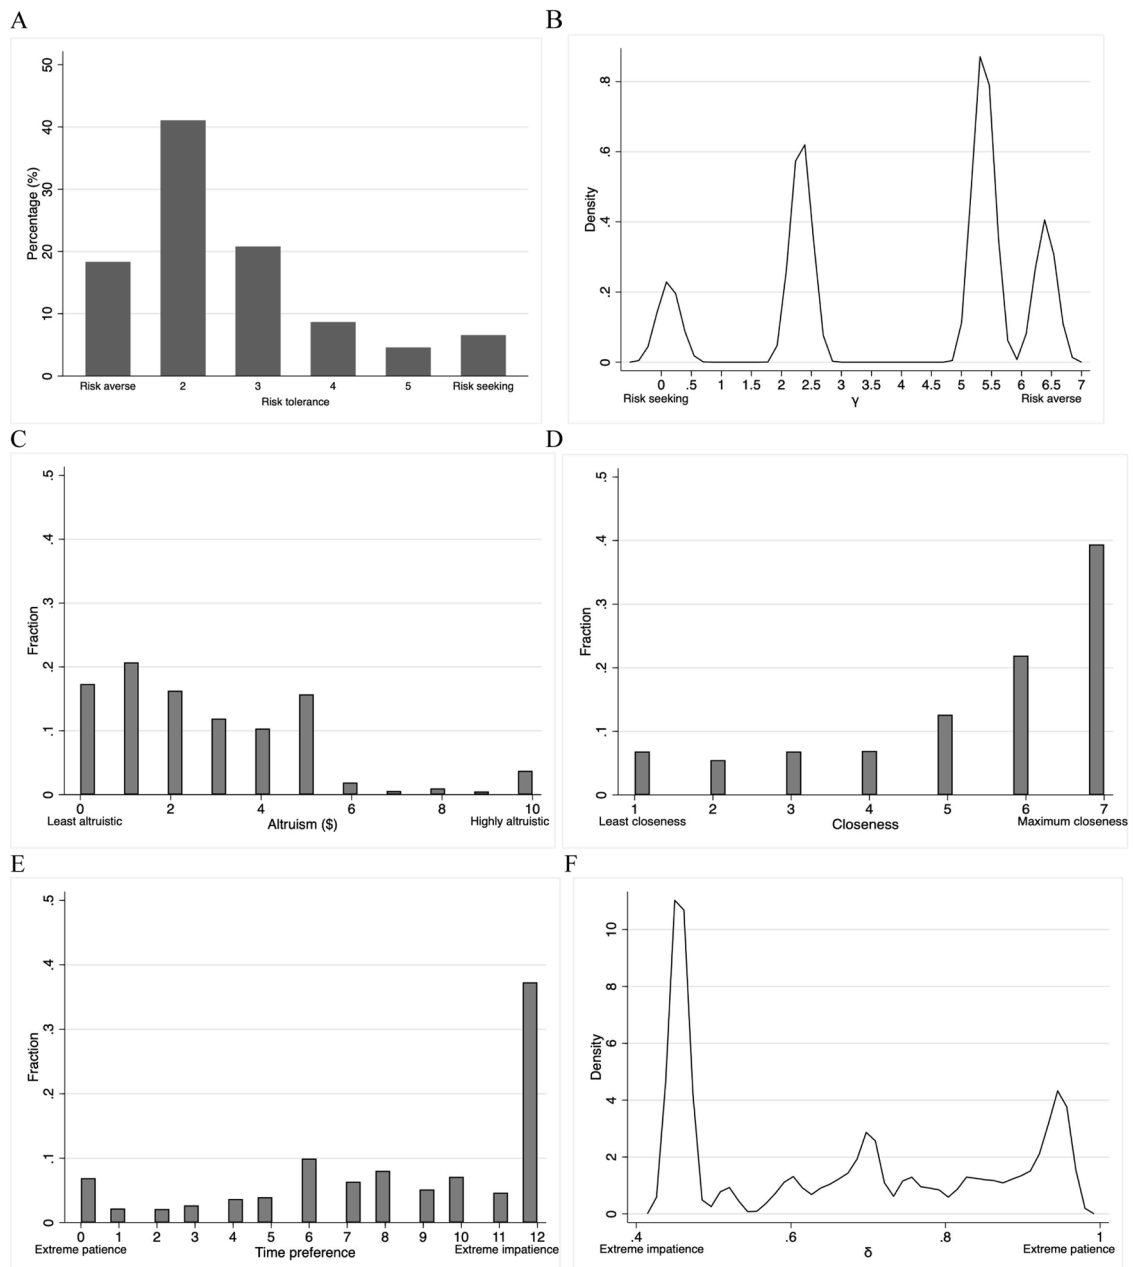 A
Percentage (%)
50
40
30
20
10
0
Risk averse 2 3 4 5 Risk seeking
Risk tolerance
B
Density
.8
.6
.4
.2
0
0 .5 1 1.5 2 2.5 3 3.5 4 4.5 5 5.5 6 6.5 7
Risk seeking γ Risk averse
C
Fraction
.5
.4
.3
.2
.1
0
0 2 4 6 8 10
Least altruistic Altruism ($) Highly altruistic
D
Fraction
.5
.4
.3
.2
.1
0
1 2 3 4 5 6 7
Least closeness Closeness Maximum closeness
E
Fraction
.5
.4
.3
.2
.1
0
0 1 2 3 4 5 6 7 8 9 10 11 12
Extreme patience Time preference Extreme impatience
F
Density
10
8
6
4
2
0
.4 .6 .8 1
Extreme impatience δ Extreme patience